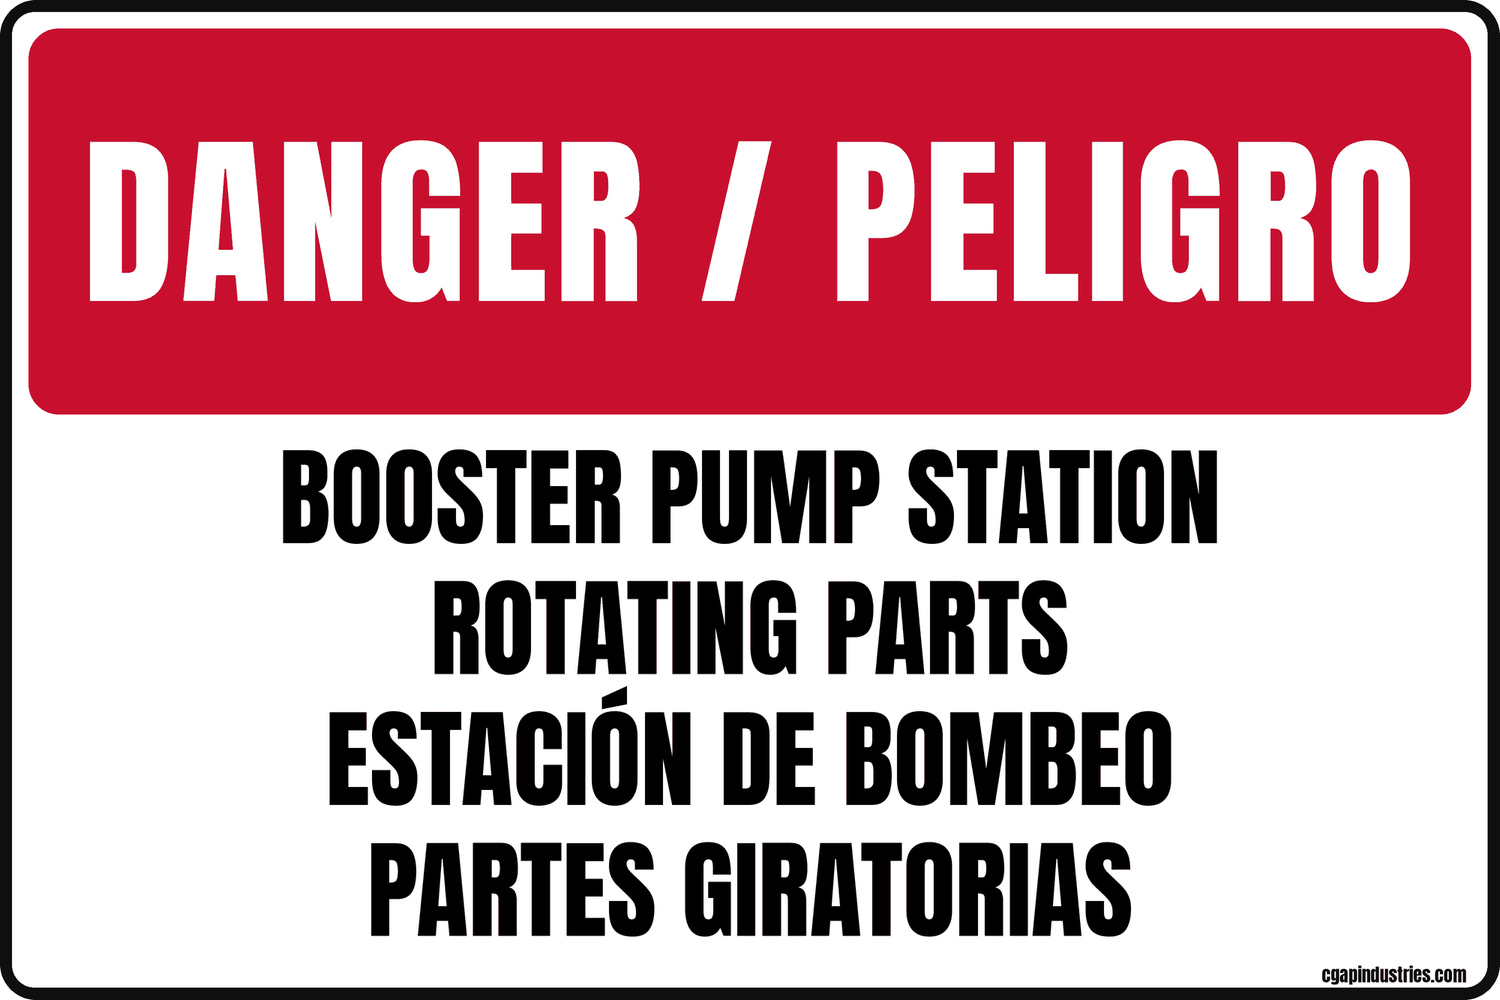 DANGER / PELIGRO
BOOSTER PUMP STATION
ROTATING PARTS
ESTACIÓN DE BOMBEO
PARTES GIRATORIAS
cgapindustries.com